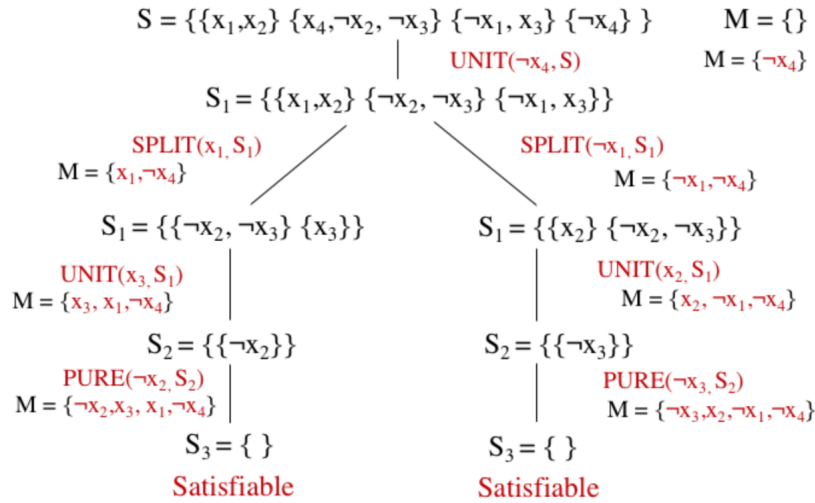 S = {{x₁,x₂} {x₄,¬x₂, ¬x₃} {¬x₁, x₃} {¬x₄} } M = {}
UNIT(¬x₄, S) M = {¬x₄}
S₁ = {{x₁,x₂} {¬x₂, ¬x₃} {¬x₁, x₃}}
SPLIT(x₁, S₁) SPLIT(¬x₁, S₁)
M = {x₁,¬x₄} M = {¬x₁,¬x₄}
S₁ = {{¬x₂, ¬x₃} {x₃}} S₁ = {{x₂} {¬x₂, ¬x₃}}
UNIT(x₃, S₁) UNIT(x₂, S₁)
M = {x₃, x₁,¬x₄} M = {x₂, ¬x₁,¬x₄}
S₂ = {{¬x₂}} S₂ = {{¬x₃}}
PURE(¬x₂, S₂) PURE(¬x₃, S₂)
M = {¬x₂,x₃, x₁,¬x₄} M = {¬x₃,x₂,¬x₁,¬x₄}
S₃ = { } S₃ = { }
Satisfiable Satisfiable